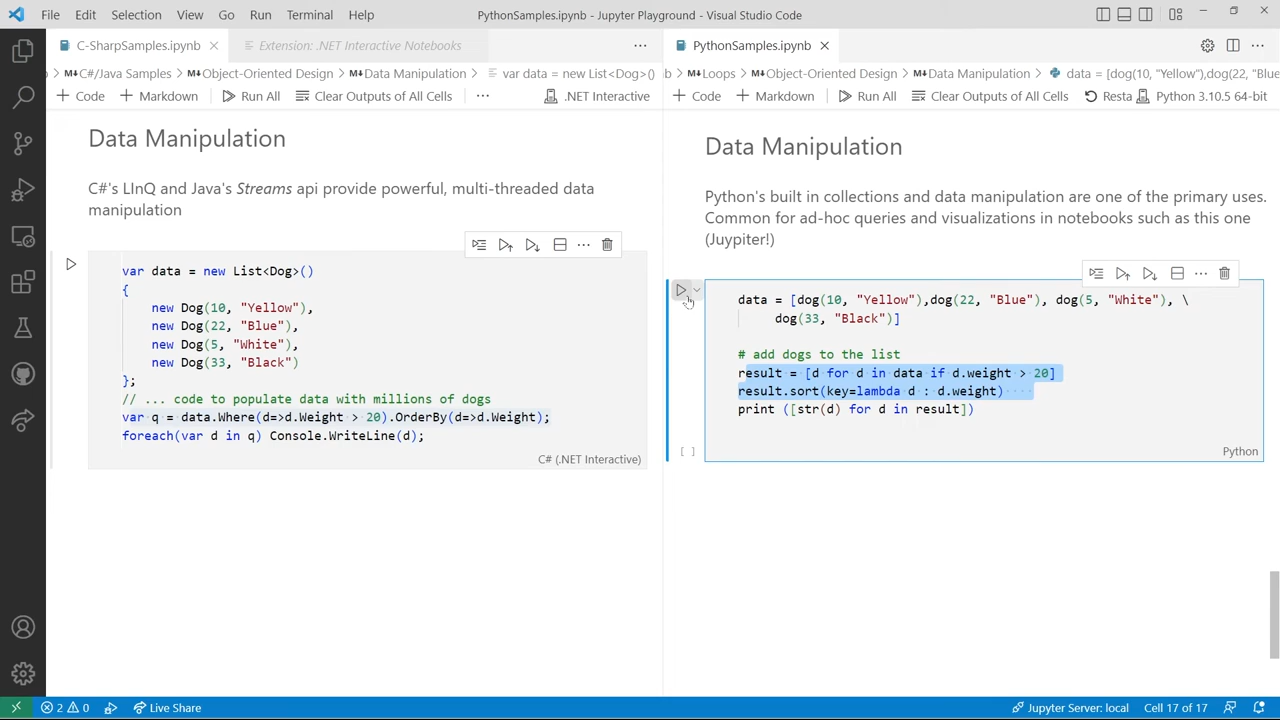 File Edit Selection View Go Run Terminal Help PythonSamples.ipynb - Jupyter Playground - Visual Studio Code
C-SharpSamples.ipynb Extension: .NET Interactive Notebooks
C#/Java Samples Object-Oriented Design Data Manipulation var data = new List<Dog>()
Code Markdown Run All Clear Outputs of All Cells .NET Interactive
Data Manipulation
C#'s LInQ and Java's Streams api provide powerful, multi-threaded data
manipulation
var data = new List<Dog>()
{
new Dog(10, "Yellow"),
new Dog(22, "Blue"),
new Dog(5, "White"),
new Dog(33, "Black")
};
// ... code to populate data with millions of dogs
var q = data.Where(d=>d.Weight > 20).OrderBy(d=>d.Weight);
foreach(var d in q) Console.WriteLine(d);
C# (.NET Interactive)
PythonSamples.ipynb
b Loops Object-Oriented Design Data Manipulation data = [dog(10, "Yellow"),dog(22, "Blue
Code Markdown Run All Clear Outputs of All Cells Resta Python 3.10.5 64-bit
Data Manipulation
Python's built in collections and data manipulation are one of the primary uses.
Common for ad-hoc queries and visualizations in notebooks such as this one
(Juypiter!)
data = [dog(10, "Yellow"),dog(22, "Blue"), dog(5, "White"), \
dog(33, "Black")]
# add dogs to the list
result = [d for d in data if d.weight > 20]
result.sort(key=lambda d : d.weight)
print ([str(d) for d in result])
[ ] Python
2 0 Live Share Jupyter Server: local Cell 17 of 17